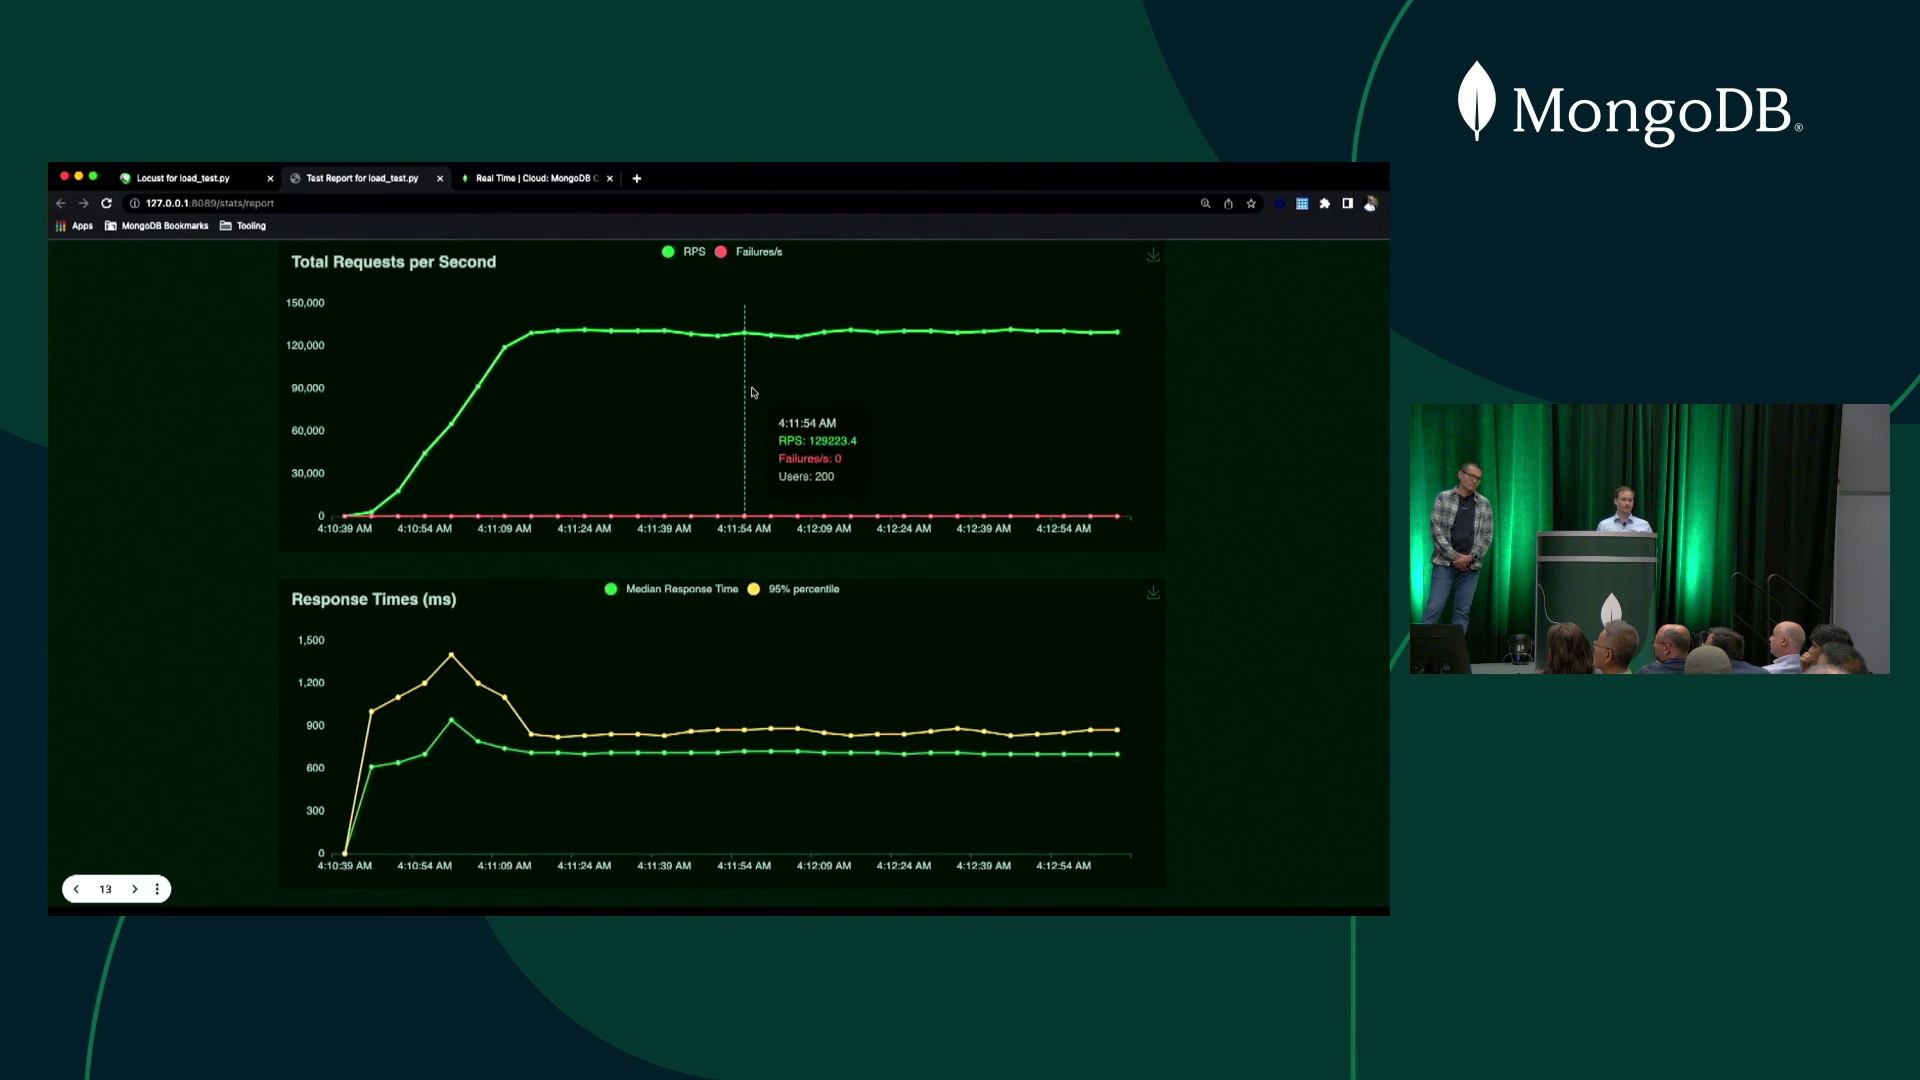 MongoDB®
Locust for load_test.py
Test Report for load_test.py
Real Time | Cloud: MongoDB C
127.0.0.1:8089/stats/report
Apps
MongoDB Bookmarks
Tooling
Total Requests per Second
RPS
Failures/s
150,000
120,000
90,000
60,000
30,000
0
4:11:54 AM
RPS: 129223.4
Failures/s: 0
Users: 200
4:10:39 AM
4:10:54 AM
4:11:09 AM
4:11:24 AM
4:11:39 AM
4:11:54 AM
4:12:09 AM
4:12:24 AM
4:12:39 AM
4:12:54 AM
Response Times (ms)
Median Response Time
95% percentile
1,500
1,200
900
600
300
0
4:10:39 AM
4:10:54 AM
4:11:09 AM
4:11:24 AM
4:11:39 AM
4:11:54 AM
4:12:09 AM
4:12:24 AM
4:12:39 AM
4:12:54 AM
13